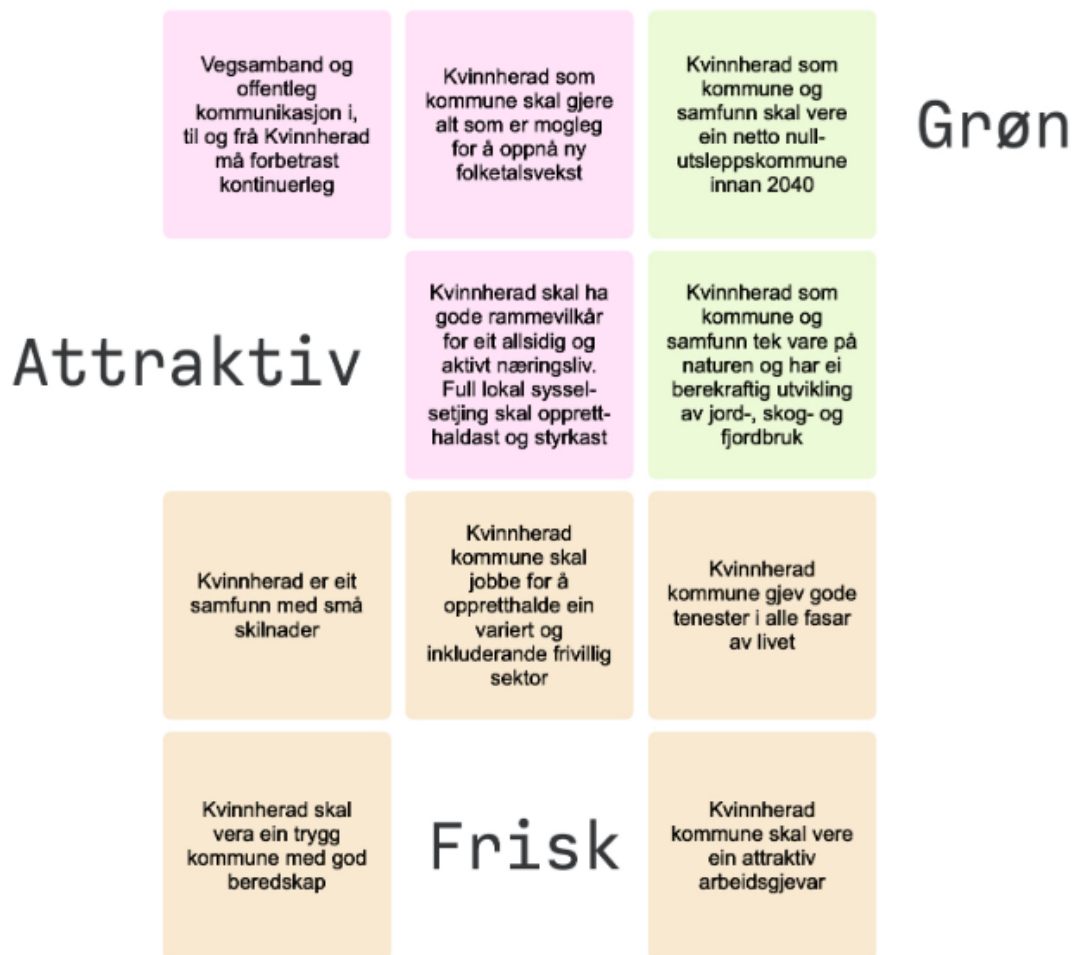 Vegsamband og
offentleg
kommunikasjon i,
til og frå Kvinnherad
må forbetrast
kontinuerleg
Kvinnherad som
kommune skal gjere
alt som er mogleg
for å oppnå ny
folketalsvekst
Kvinnherad som
kommune og
samfunn skal vere
ein netto null-
utsleppskommune
innan 2040
Grøn
Attraktiv
Kvinnherad skal ha
gode rammevilkår
for eit allsidig og
aktivt næringsliv.
Full lokal syssel-
setjing skal opprett-
haldast og styrkast
Kvinnherad som
kommune og
samfunn tek vare på
naturen og har ei
berekraftig utvikling
av jord-, skog- og
fjordbruk
Kvinnherad er eit
samfunn med små
skilnader
Kvinnherad
kommune skal
jobbe for å
oppretthalde ein
variert og
inkluderande frivillig
sektor
Kvinnherad
kommune gjev gode
tenester i alle fasar
av livet
Kvinnherad skal
vera ein trygg
kommune med god
beredskap
Frisk
Kvinnherad
kommune skal vere
ein attraktiv
arbeidsgjevar